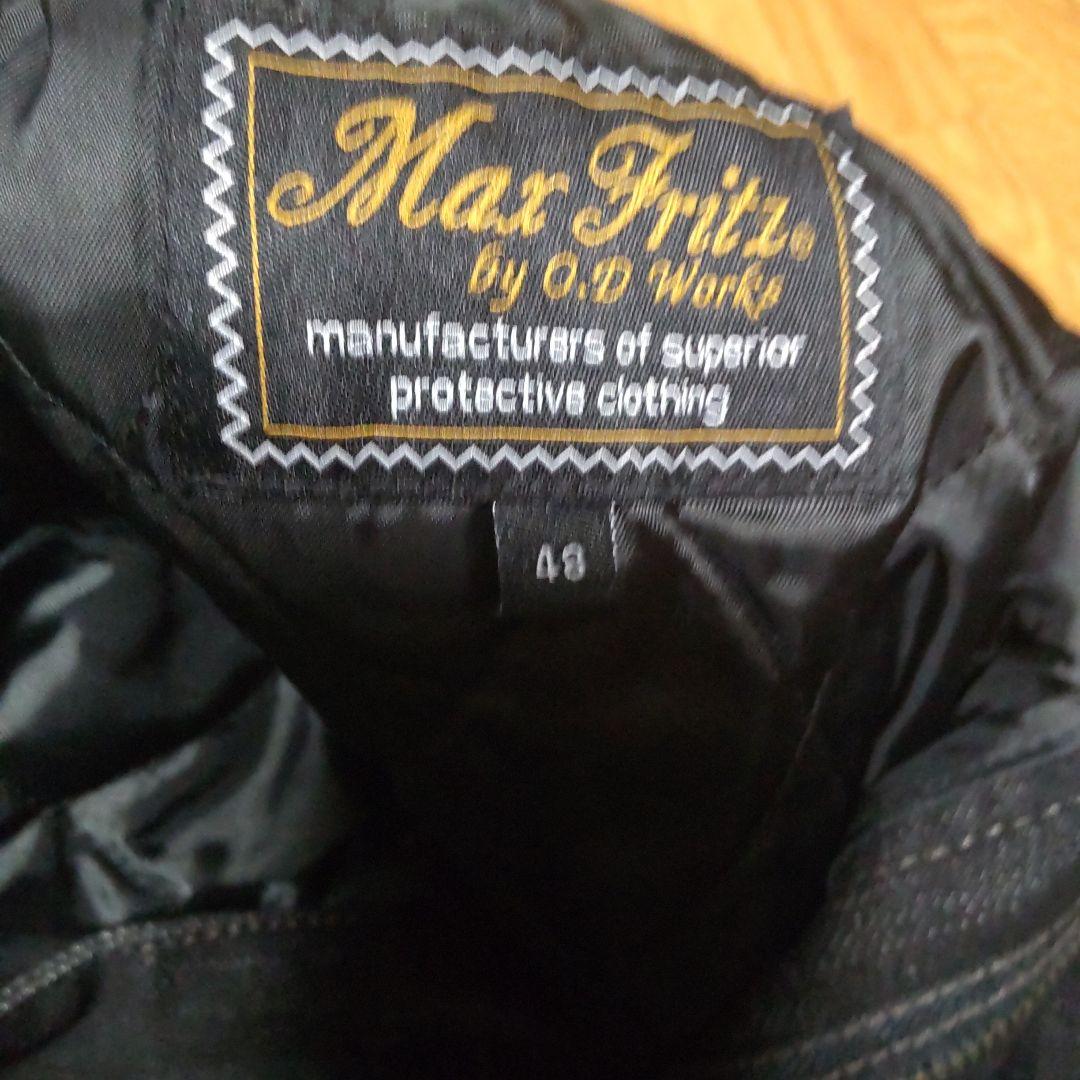 Max Fritz®
by O.D Works
manufacturers of superior
protective clothing
48